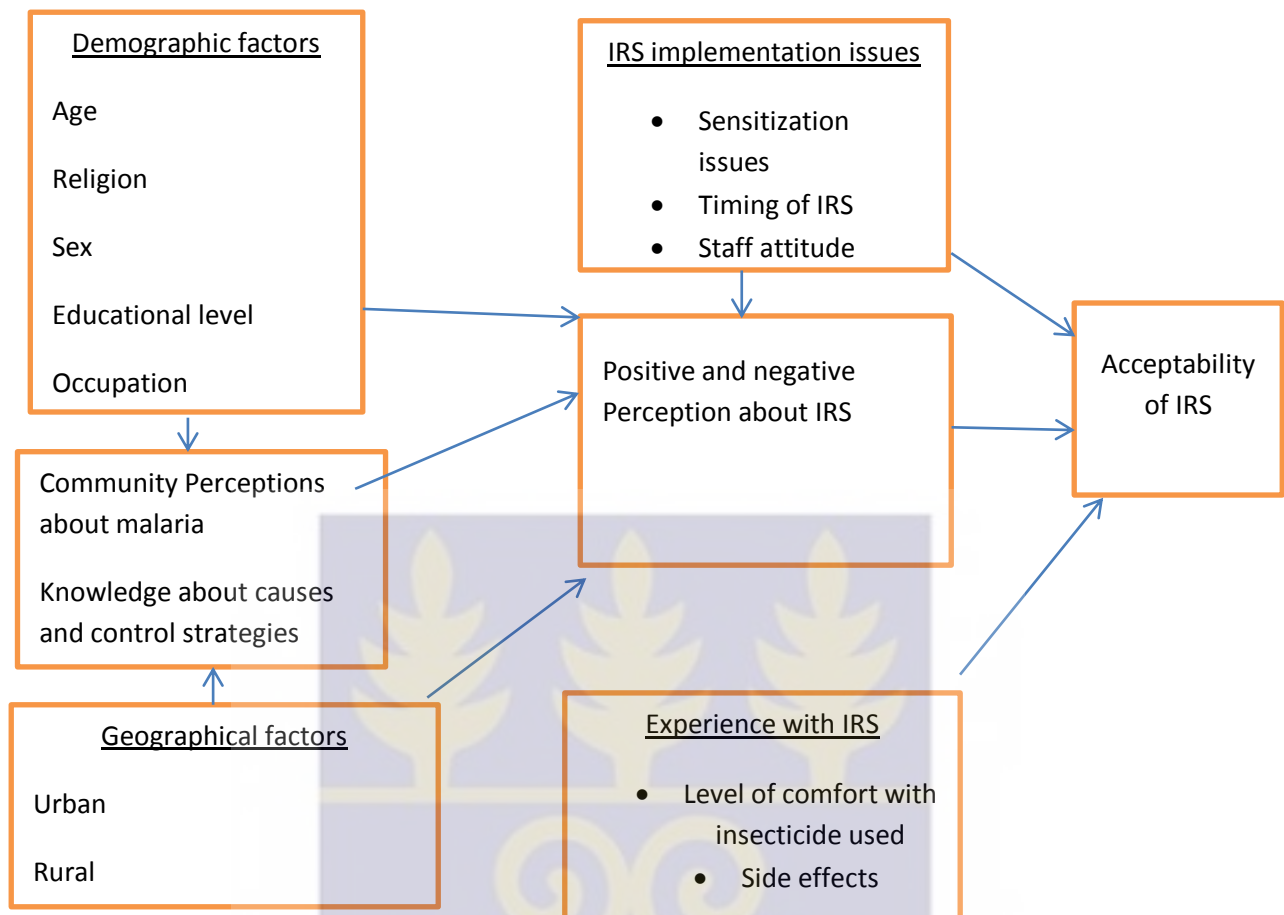 Demographic factors
Age
Religion
Sex
Educational level
Occupation
IRS implementation issues
• Sensitization
issues
• Timing of IRS
• Staff attitude
Positive and negative
Perception about IRS
Acceptability
of IRS
Community Perceptions
about malaria
Knowledge about causes
and control strategies
Geographical factors
Urban
Rural
Experience with IRS
• Level of comfort with
insecticide used
• Side effects